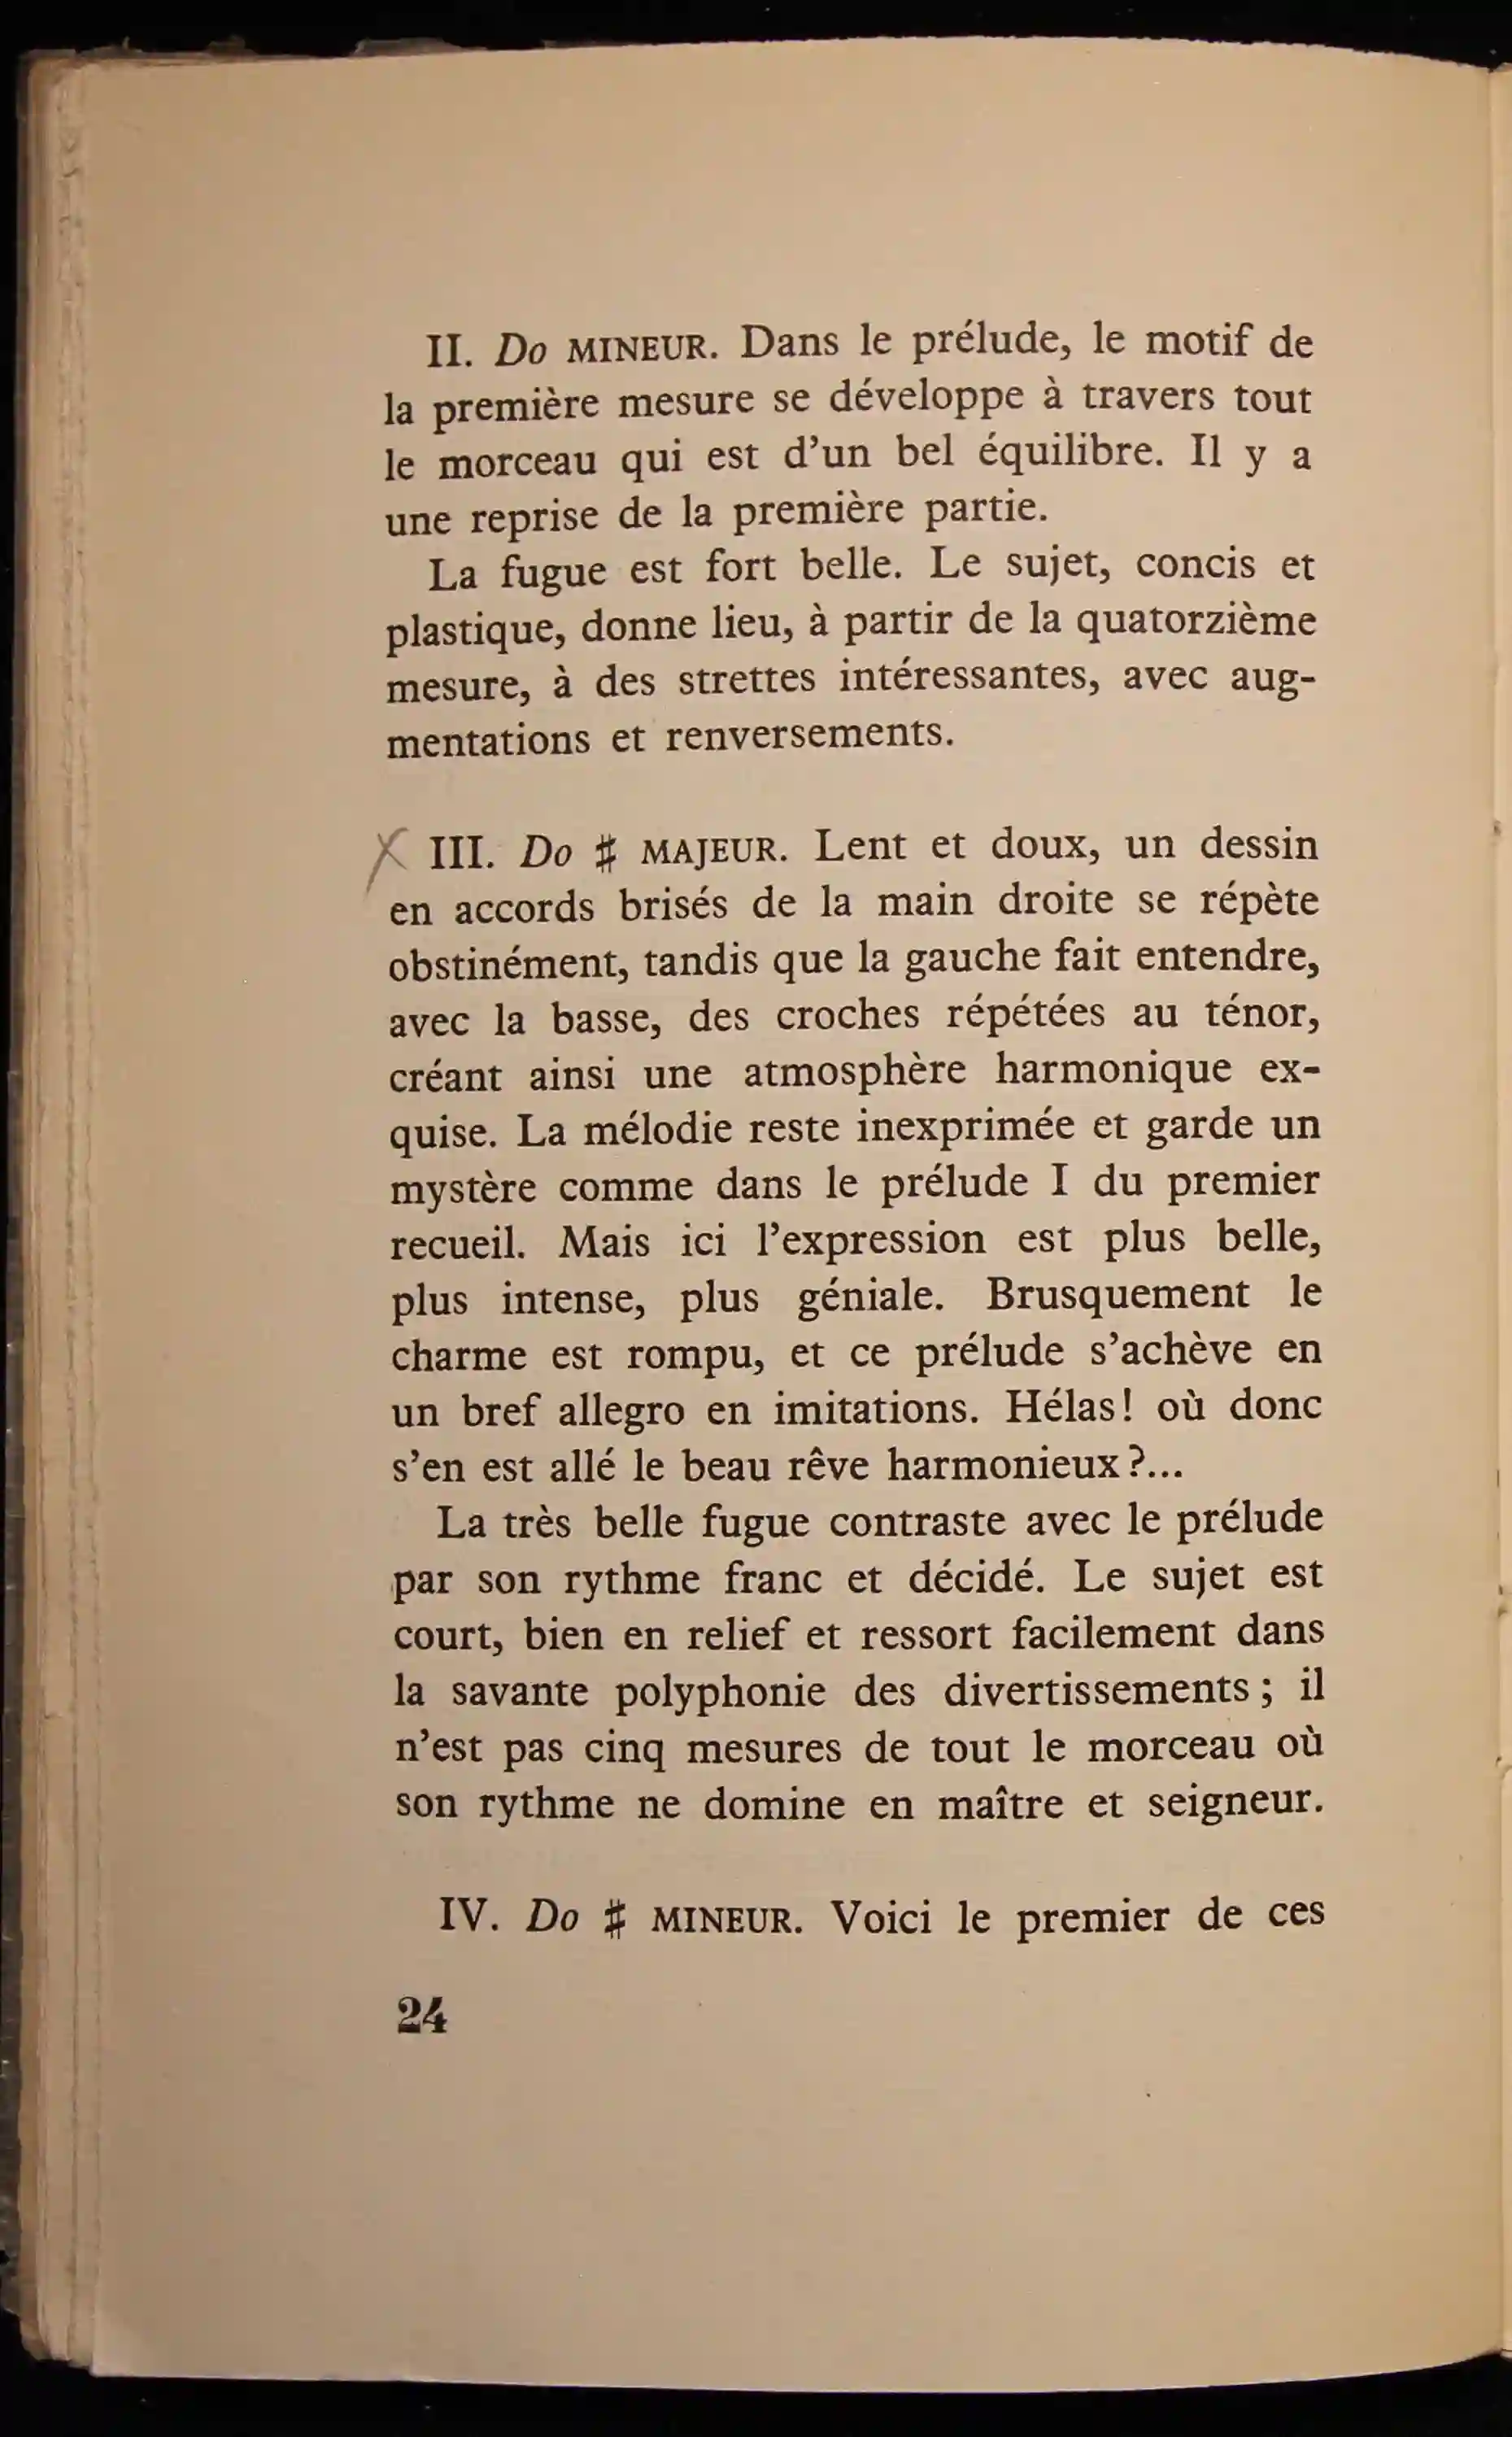 II. Do MINEUR. Dans le prélude, le motif de
la première mesure se développe à travers tout
le morceau qui est d’un bel équilibre. Il y a
une reprise de la première partie.
La fugue est fort belle. Le sujet, concis et
plastique, donne lieu, à partir de la quatorzième
mesure, à des strettes intéressantes, avec aug-
mentations et renversements.
X III. Do ♯ MAJEUR. Lent et doux, un dessin
en accords brisés de la main droite se répète
obstinément, tandis que la gauche fait entendre,
avec la basse, des croches répétées au ténor,
créant ainsi une atmosphère harmonique ex-
quise. La mélodie reste inexprimée et garde un
mystère comme dans le prélude I du premier
recueil. Mais ici l’expression est plus belle,
plus intense, plus géniale. Brusquement le
charme est rompu, et ce prélude s’achève en
un bref allegro en imitations. Hélas! où donc
s’en est allé le beau rêve harmonieux?...
La très belle fugue contraste avec le prélude
par son rythme franc et décidé. Le sujet est
court, bien en relief et ressort facilement dans
la savante polyphonie des divertissements; il
n’est pas cinq mesures de tout le morceau où
son rythme ne domine en maître et seigneur.
IV. Do ♯ MINEUR. Voici le premier de ces
24